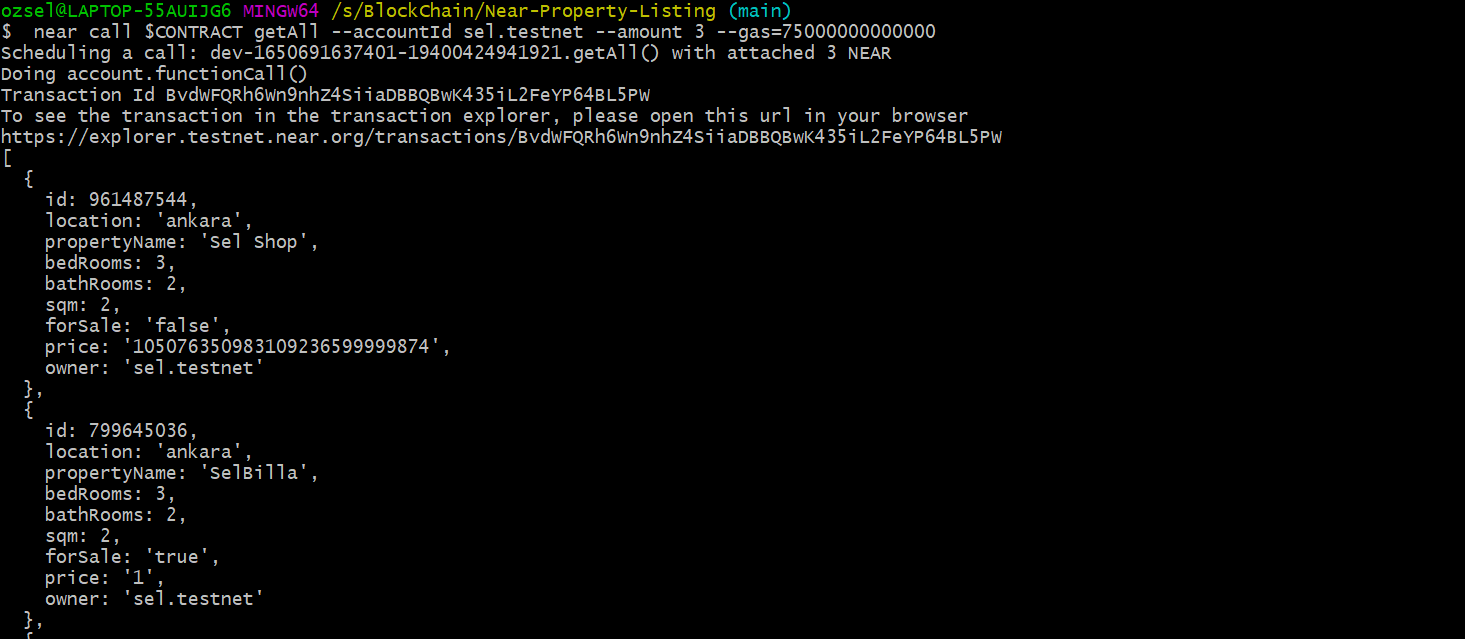 ozsel@LAPTOP-55AUIJG6 MINGW64 /s/BlockChain/Near-Property-Listing (main)
$  near call $CONTRACT getAll --accountId sel.testnet --amount 3 --gas=75000000000000
Scheduling a call: dev-1650691637401-19400424941921.getAll() with attached 3 NEAR
Doing account.functionCall()
Transaction Id BvdWFQRh6Wn9nhZ4SiiaDBBQBwK435iL2FeYP64BL5PW
To see the transaction in the transaction explorer, please open this url in your browser
https://explorer.testnet.near.org/transactions/BvdWFQRh6Wn9nhZ4SiiaDBBQBwK435iL2FeYP64BL5PW
[
  {
    id: 961487544,
    location: 'ankara',
    propertyName: 'Sel Shop',
    bedRooms: 3,
    bathRooms: 2,
    sqm: 2,
    forSale: 'false',
    price: '105076350983109236599999874',
    owner: 'sel.testnet'
  },
  {
    id: 799645036,
    location: 'ankara',
    propertyName: 'SelBilla',
    bedRooms: 3,
    bathRooms: 2,
    sqm: 2,
    forSale: 'true',
    price: '1',
    owner: 'sel.testnet'
  },
  {